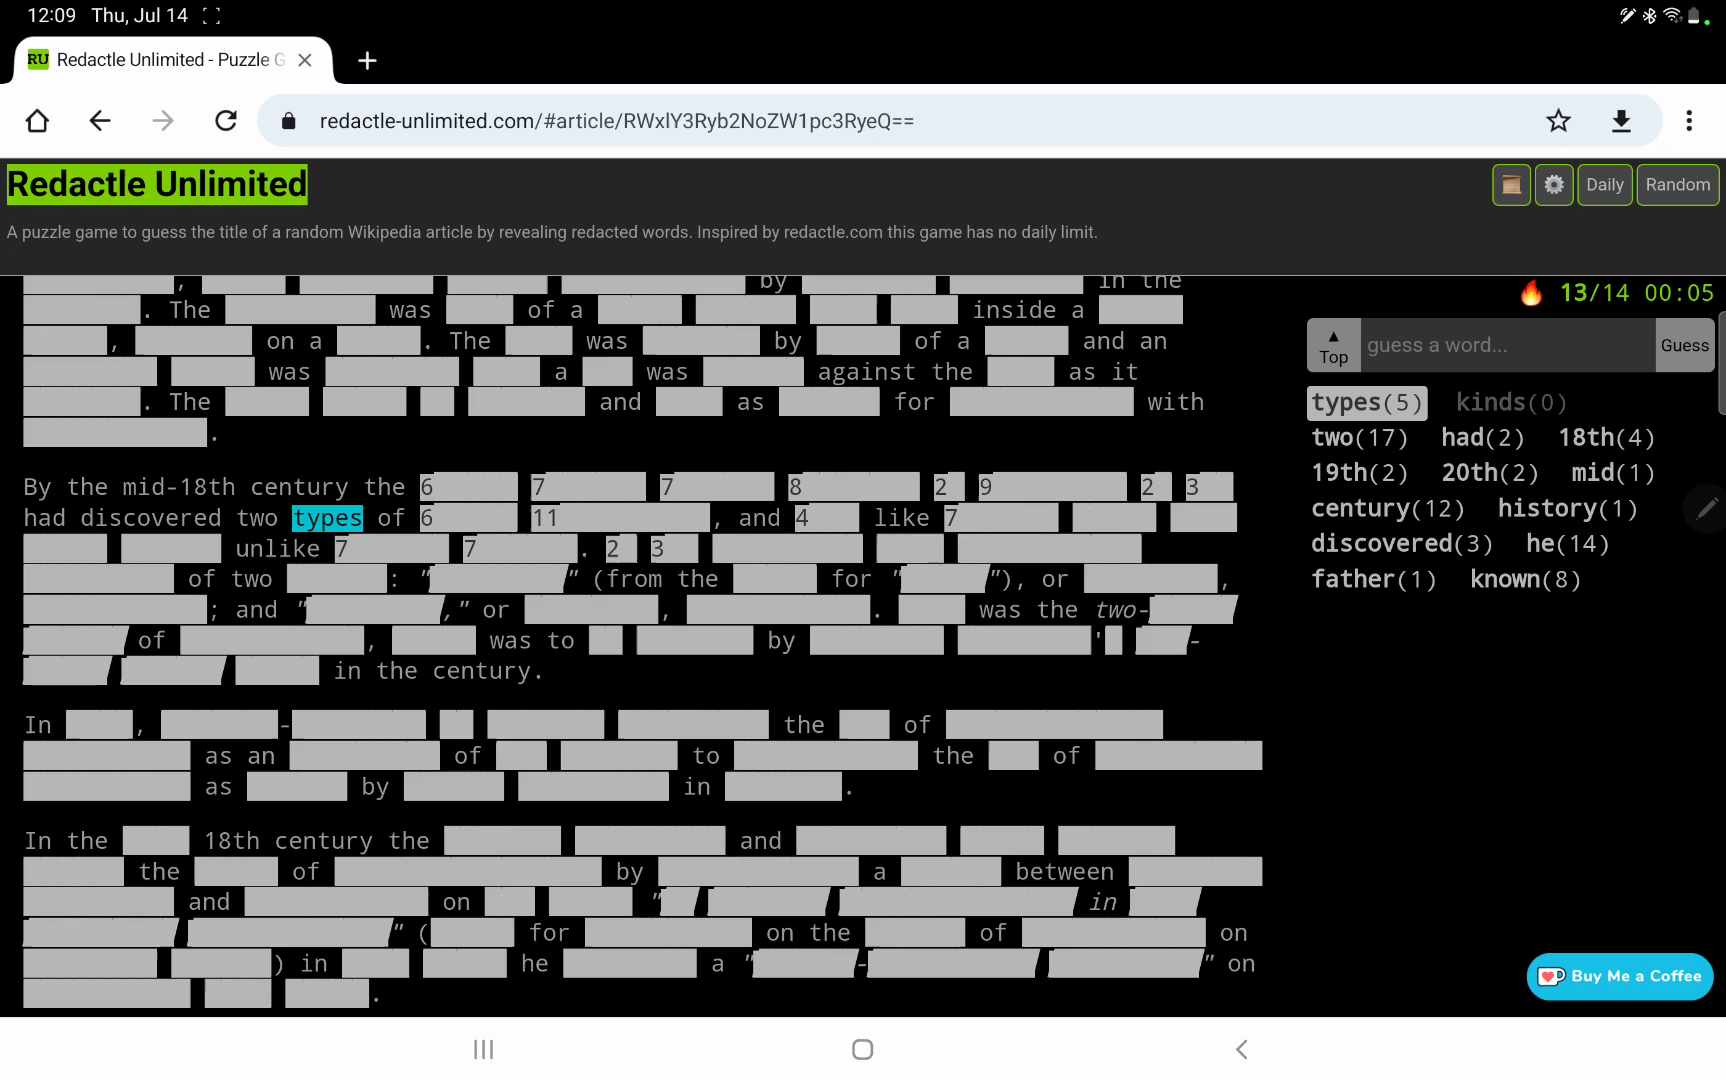 12:09 Thu, Jul 14
RU Redactle Unlimited - Puzzle G
redactle-unlimited.com/#article/RWxlY3Ryb2NoZW1pc3RyeQ==
Redactle Unlimited
Daily Random
A puzzle game to guess the title of a random Wikipedia article by revealing redacted words. Inspired by redactle.com this game has no daily limit.
, by in the
. The was of a inside a
, on a . The was by of a and an
was a was against the as it
. The and as for with
.
By the mid-18th century the 6 7 7 8 2 9 2 3
had discovered two types of 6 11 , and 4 like 7
unlike 7 7 . 2 3
of two : " " (from the for " "), or ,
; and " ," or , . was the two-
of , was to by ' -
in the century.
In , - the of
as an of to the of
as by in .
In the 18th century the and
the of by a between
and on " in
" ( for on the of on
) in he a " - " on
.
13/14 00:05
▲ Top guess a word... Guess
types(5) kinds(0)
two(17) had(2) 18th(4)
19th(2) 20th(2) mid(1)
century(12) history(1)
discovered(3) he(14)
father(1) known(8)
Buy Me a Coffee